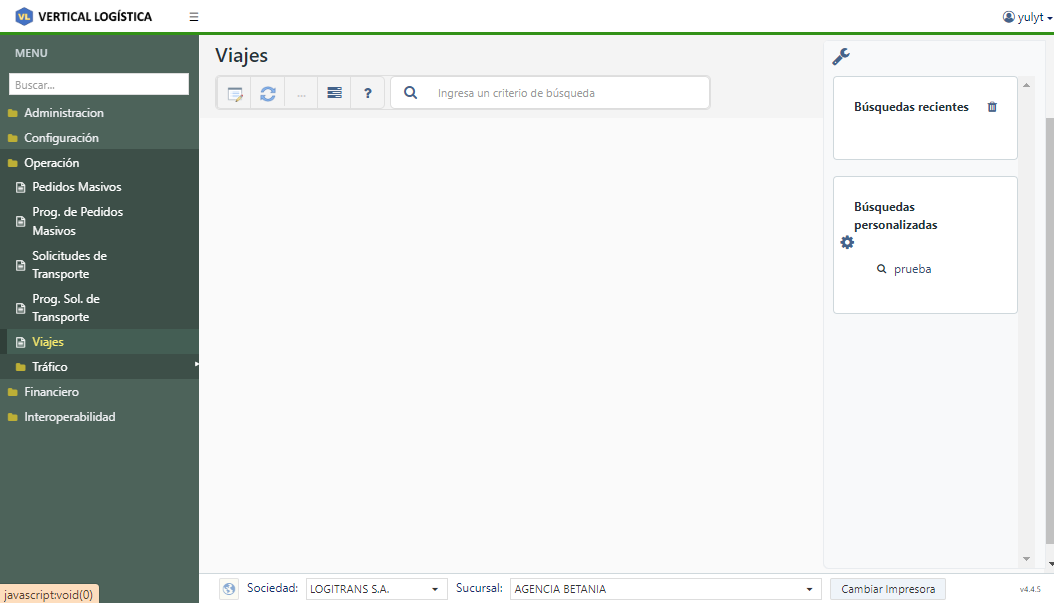 VL VERTICAL LOGÍSTICA
yulyt
MENU
Buscar...
Administracion
Configuración
Operación
Pedidos Masivos
Prog. de Pedidos
Masivos
Solicitudes de
Transporte
Prog. Sol. de
Transporte
Viajes
Tráfico
Financiero
Interoperabilidad
javascript:void(0)
Viajes
... ?
Ingresa un criterio de búsqueda
Búsquedas recientes
Búsquedas
personalizadas
prueba
Sociedad: LOGITRANS S.A. Sucursal: AGENCIA BETANIA Cambiar Impresora v4.4.5